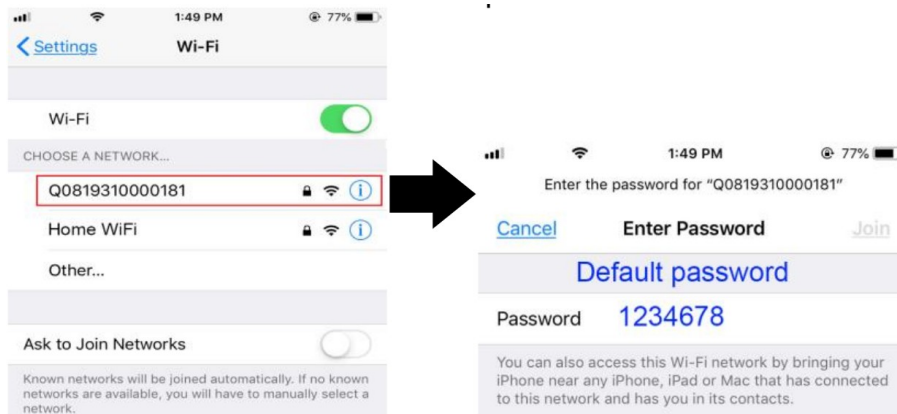 1:49 PM
77%
Settings
Wi-Fi
Wi-Fi
CHOOSE A NETWORK...
Q0819310000181
Home WiFi
Other...
Ask to Join Networks
Known networks will be joined automatically. If no known
networks are available, you will have to manually select a
network.
1:49 PM
77%
Enter the password for “Q0819310000181”
Cancel
Enter Password
Join
Default password
Password 1234678
You can also access this Wi-Fi network by bringing your
iPhone near any iPhone, iPad or Mac that has connected
to this network and has you in its contacts.